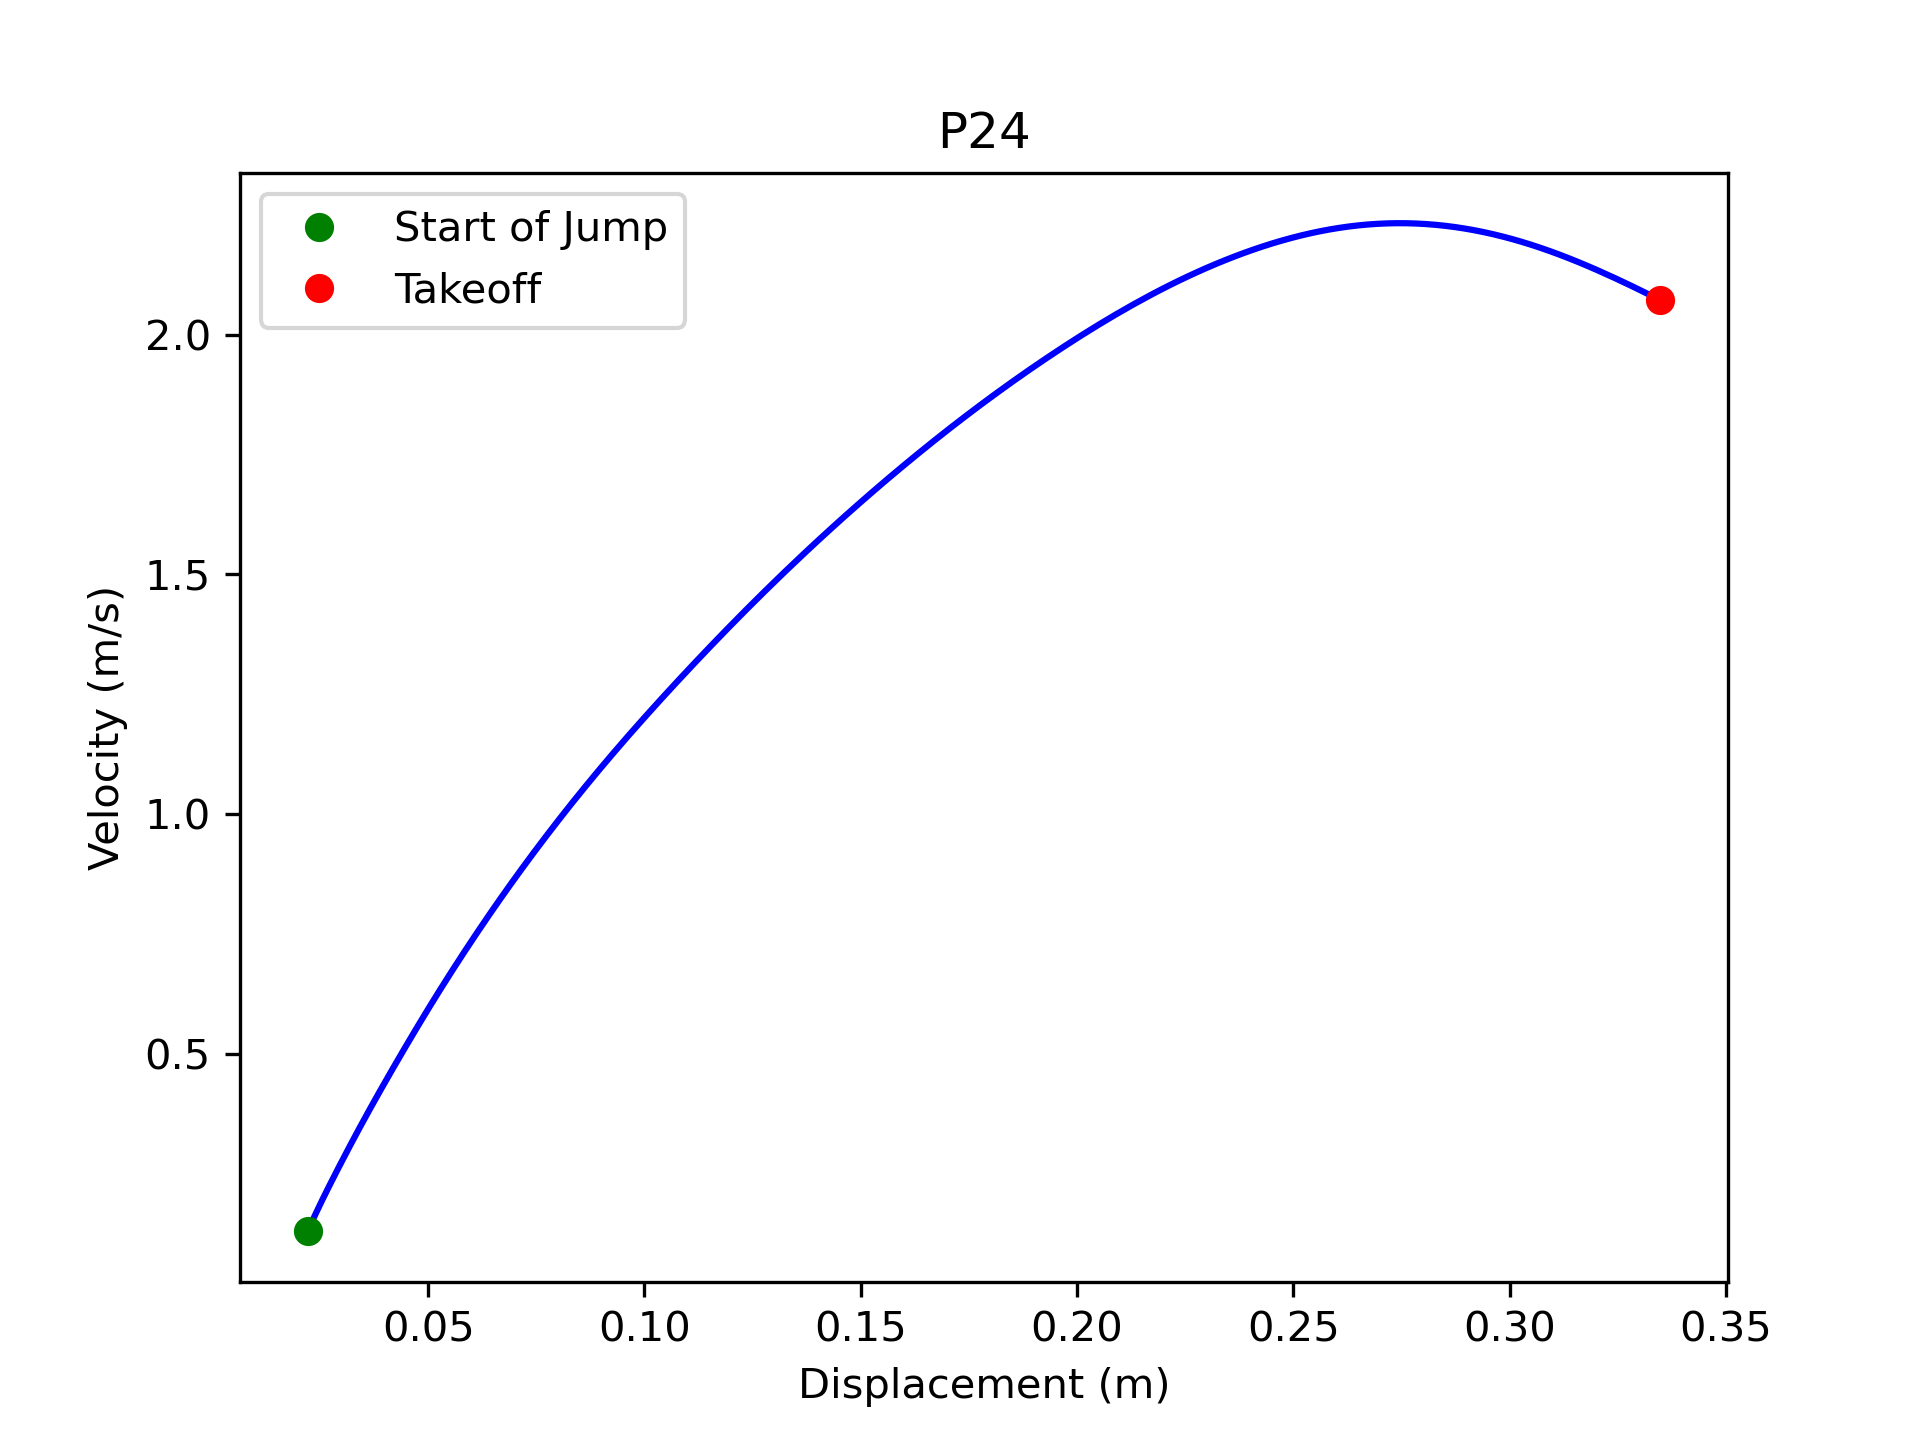 P24
Start of Jump
Takeoff
2.0
1.5
1.0
0.5
Velocity (m/s)
0.05 0.10 0.15 0.20 0.25 0.30 0.35
Displacement (m)